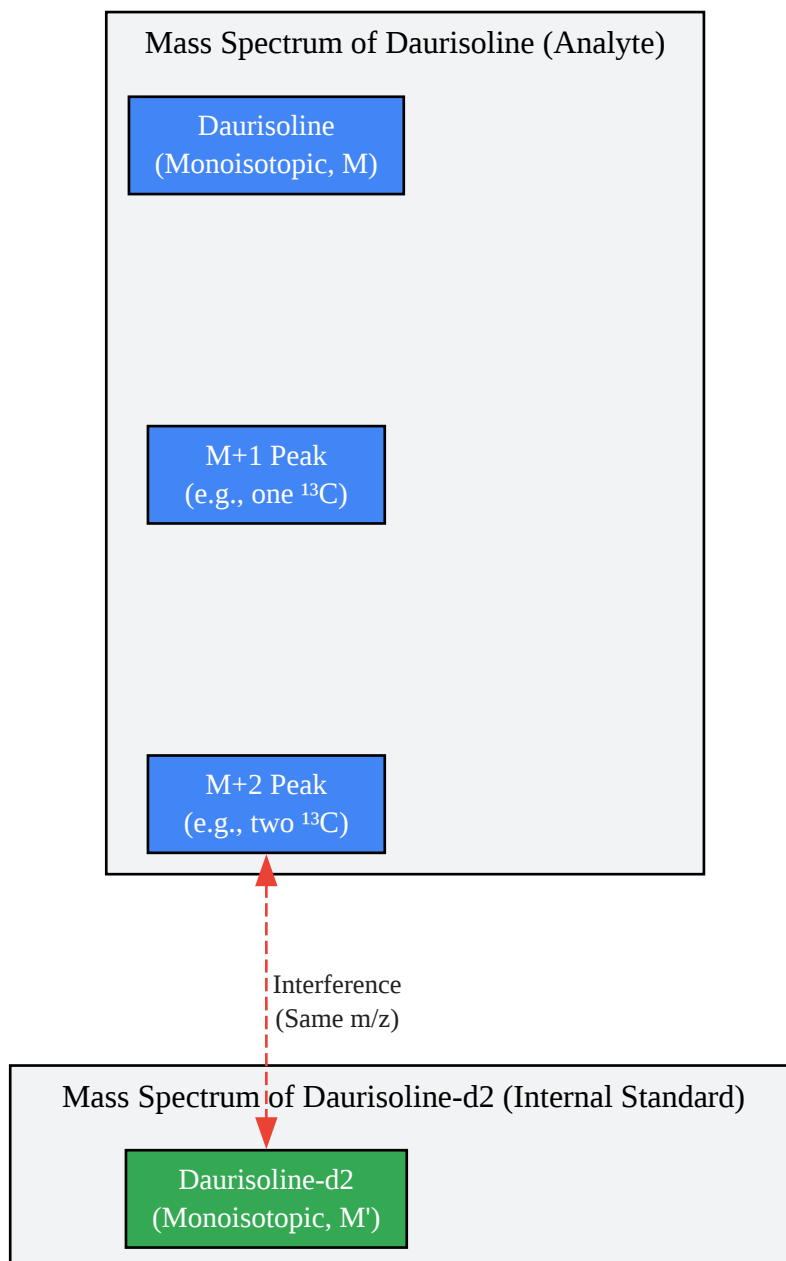 Mass Spectrum of Daurisoline (Analyte)
Daurisoline
(Monoisotopic, M)
M+1 Peak
(e.g., one ¹³C)
M+2 Peak
(e.g., two ¹³C)
Interference
(Same m/z)
Mass Spectrum of Daurisoline-d2 (Internal Standard)
Daurisoline-d2
(Monoisotopic, M')